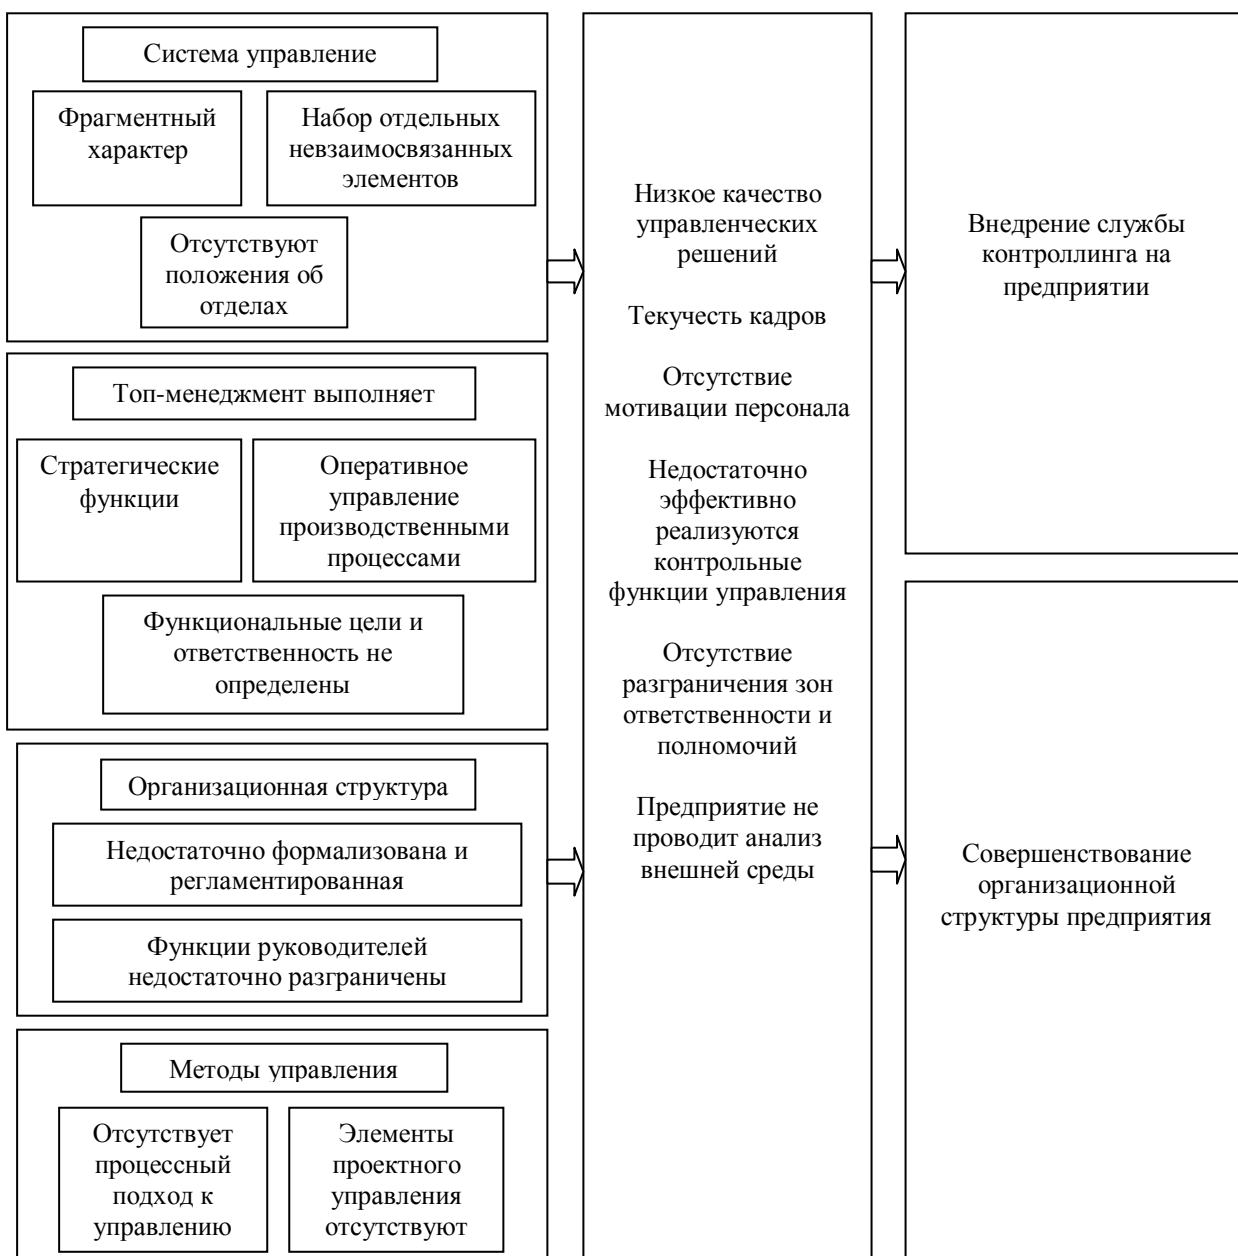 Система управление
Фрагментный
характер
Набор отдельных
невзаимосвязанных
элементов
Отсутствуют
положения об
отделах
Топ-менеджмент выполняет
Стратегические
функции
Оперативное
управление
производственными
процессами
Функциональные цели и
ответственность не
определены
Организационная структура
Недостаточно формализована и
регламентированная
Функции руководителей
недостаточно разграничены
Методы управления
Отсутствует
процессный
подход к
управлению
Элементы
проектного
управления
отсутствуют
Низкое качество
управленческих
решений
Текучесть кадров
Отсутствие
мотивации персонала
Недостаточно
эффективно
реализуются
контрольные
функции управления
Отсутствие
разграничения зон
ответственности и
полномочий
Предприятие не
проводит анализ
внешней среды
Внедрение службы
контроллинга на
предприятии
Совершенствование
организационной
структуры предприятия